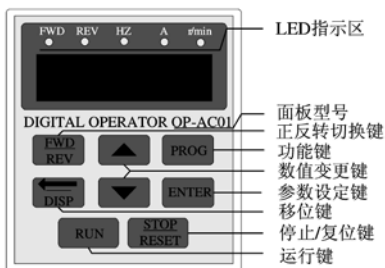 FWD REV HZ A r/min
LED指示区
DIGITAL OPERATOR OP-AC01
面板型号
正反转切换键
FWD
REV
PROG
功能键
数值变更键
DISP
ENTER
参数设定键
移位键
RUN
STOP
RESET
停止/复位键
运行键